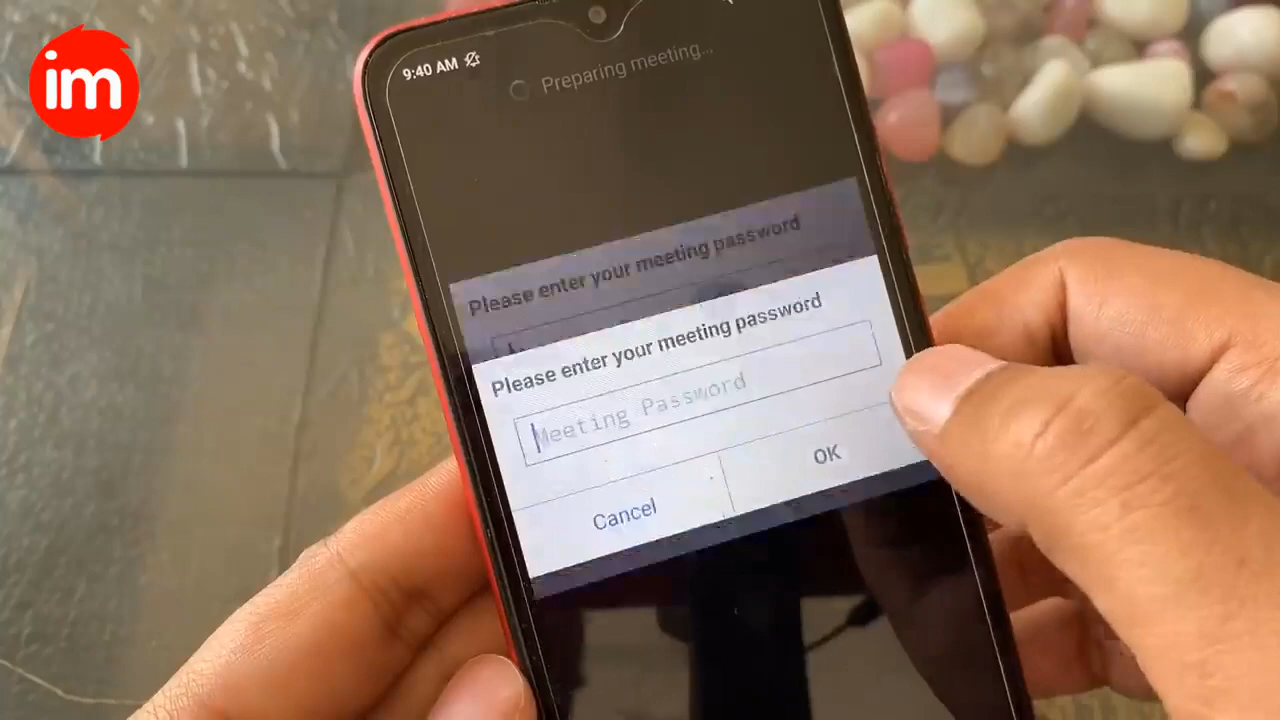 im
9:40 AM
Preparing meeting...
Please enter your meeting password
Please enter your meeting password
Meeting Password
OK
Cancel